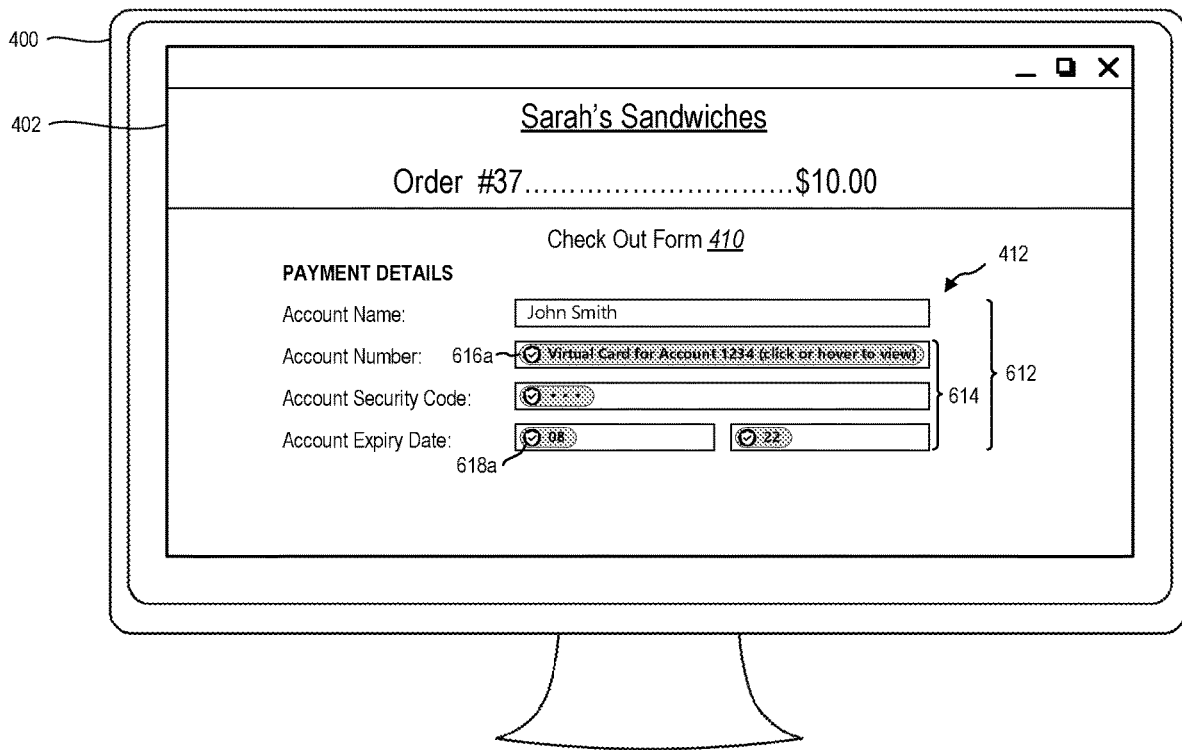 400
402
Sarah's Sandwiches
Order #37..............................$10.00
Check Out Form 410
412
PAYMENT DETAILS
Account Name: John Smith
Account Number: 616a Virtual Card for Account 1234 (click or hover to view)
612
614
Account Security Code: • • •
Account Expiry Date: 08 22
618a